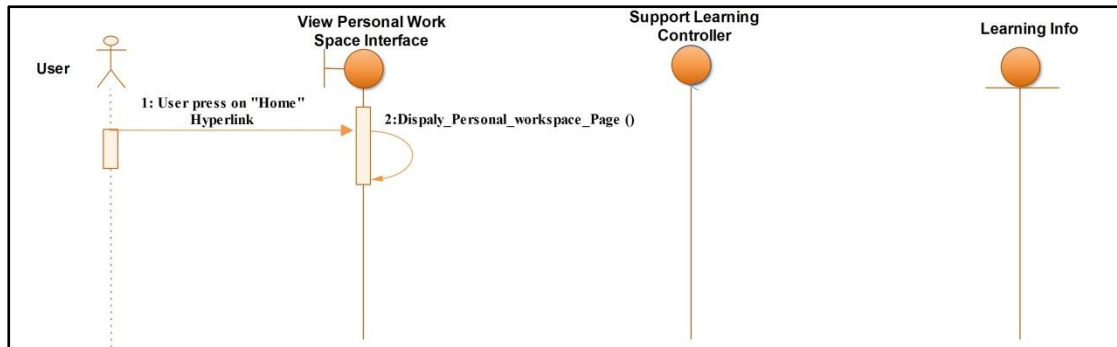 User
View Personal Work
Space Interface
Support Learning
Controller
Learning Info
1: User press on "Home"
Hyperlink
2:Dispaly_Personal_workspace_Page ()